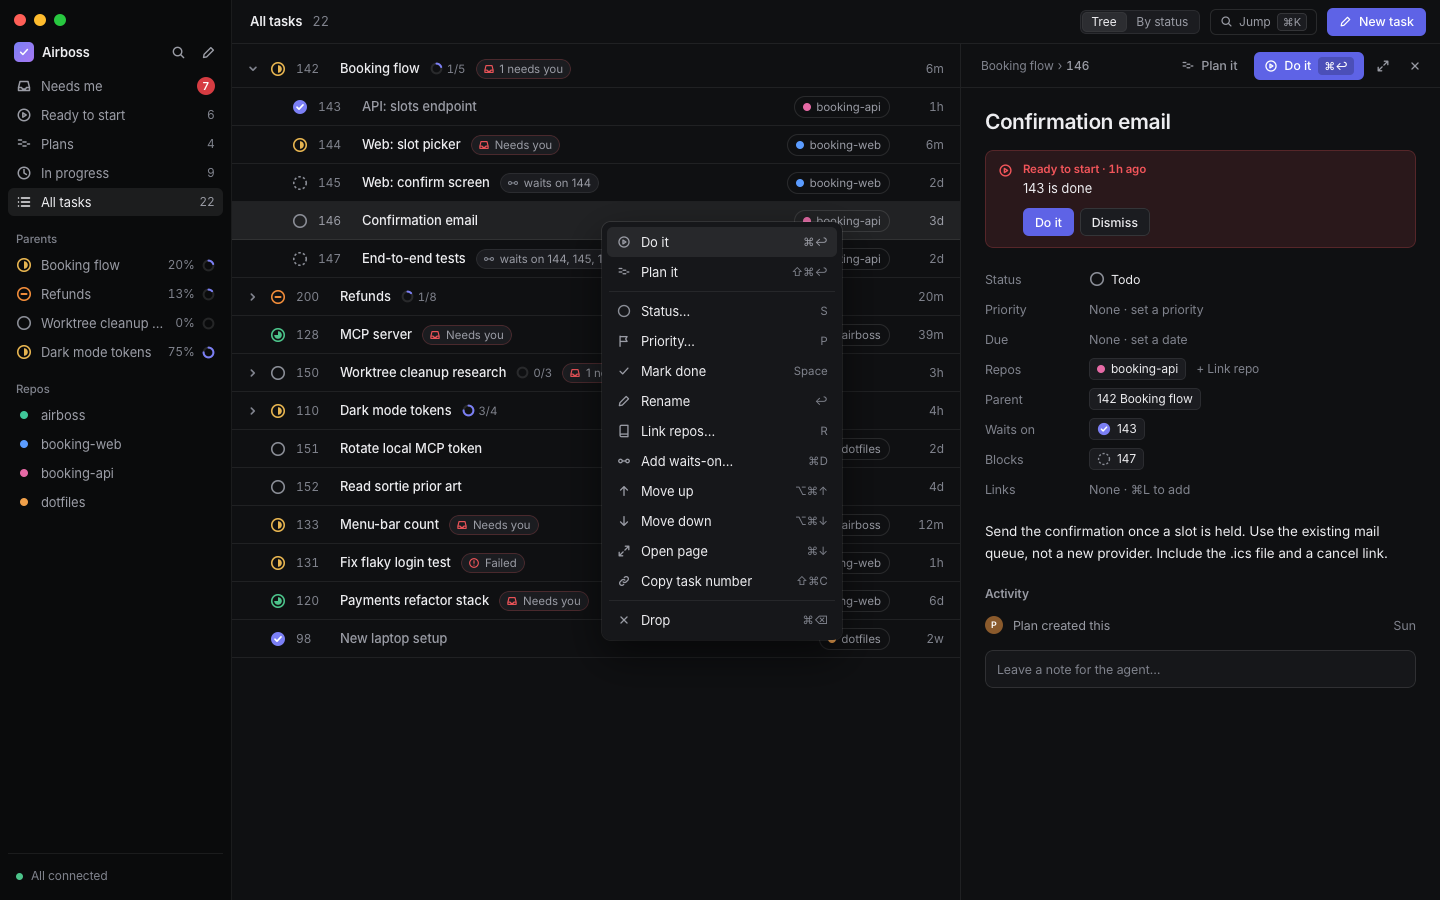 Airboss
Needs me 7
Ready to start 6
Plans 4
In progress 9
All tasks 22
Parents
Booking flow 20%
Refunds 13%
Worktree cleanup ... 0%
Dark mode tokens 75%
Repos
airboss
booking-web
booking-api
dotfiles
All connected
All tasks 22
Tree By status Jump ⌘K New task
142 Booking flow 1/5 1 needs you 6m
143 API: slots endpoint booking-api 1h
144 Web: slot picker Needs you booking-web 6m
145 Web: confirm screen waits on 144 booking-web 2d
146 Confirmation email booking-api 3d
147 End-to-end tests waits on 144, 145, 2d
200 Refunds 1/8 20m
128 MCP server Needs you airboss 39m
150 Worktree cleanup research 0/3 1 3h
110 Dark mode tokens 3/4 4h
151 Rotate local MCP token dotfiles 2d
152 Read sortie prior art 4d
133 Menu-bar count Needs you airboss 12m
131 Fix flaky login test Failed ng-web 1h
120 Payments refactor stack Needs you ng-web 6d
98 New laptop setup dotfiles 2w
Do it ⌘↩
Plan it ⇧⌘↩
Status... S
Priority... P
Mark done Space
Rename ↩
Link repos... R
Add waits-on... ⌘D
Move up ⌥⌘↑
Move down ⌥⌘↓
Open page ⌘↓
Copy task number ⇧⌘C
Drop ⌘⌫
Booking flow › 146 Plan it Do it ⌘↩
Confirmation email
Ready to start · 1h ago
143 is done
Do it Dismiss
Status Todo
Priority None · set a priority
Due None · set a date
Repos booking-api + Link repo
Parent 142 Booking flow
Waits on 143
Blocks 147
Links None · ⌘L to add
Send the confirmation once a slot is held. Use the existing mail
queue, not a new provider. Include the .ics file and a cancel link.
Activity
P Plan created this Sun
Leave a note for the agent...